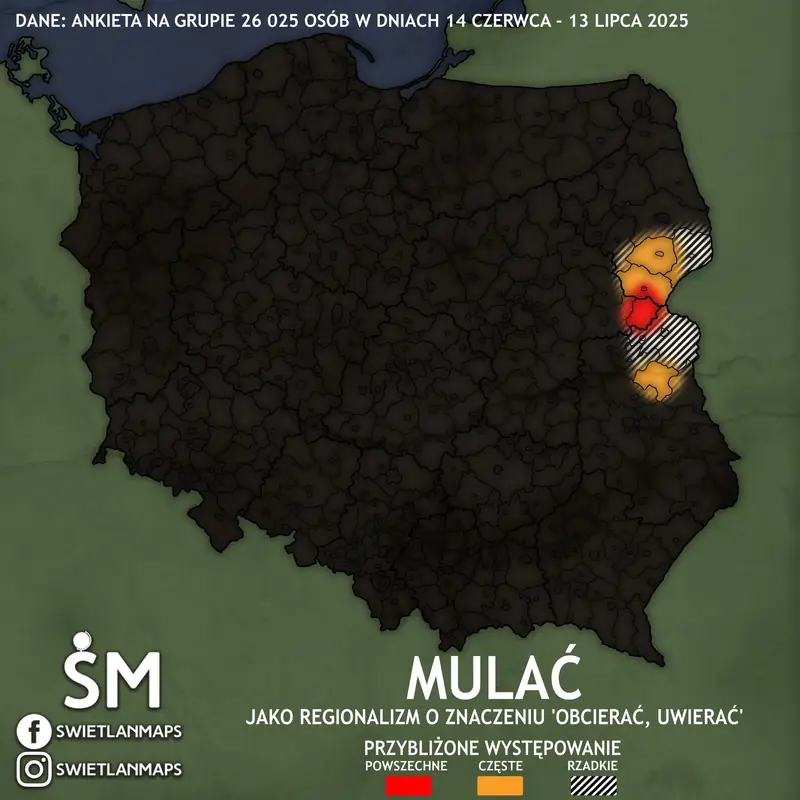 DANE: ANKIETA NA GRUPIE 26 025 OSÓB W DNIACH 14 CZERWCA - 13 LIPCA 2025
ŚM
SWIETLANMAPS
SWIETLANMAPS
MULAĆ
JAKO REGIONALIZM O ZNACZENIU 'OBCIERAĆ, UWIERAĆ'
PRZYBLIŻONE WYSTĘPOWANIE
POWSZECHNE CZĘSTE RZADKIE